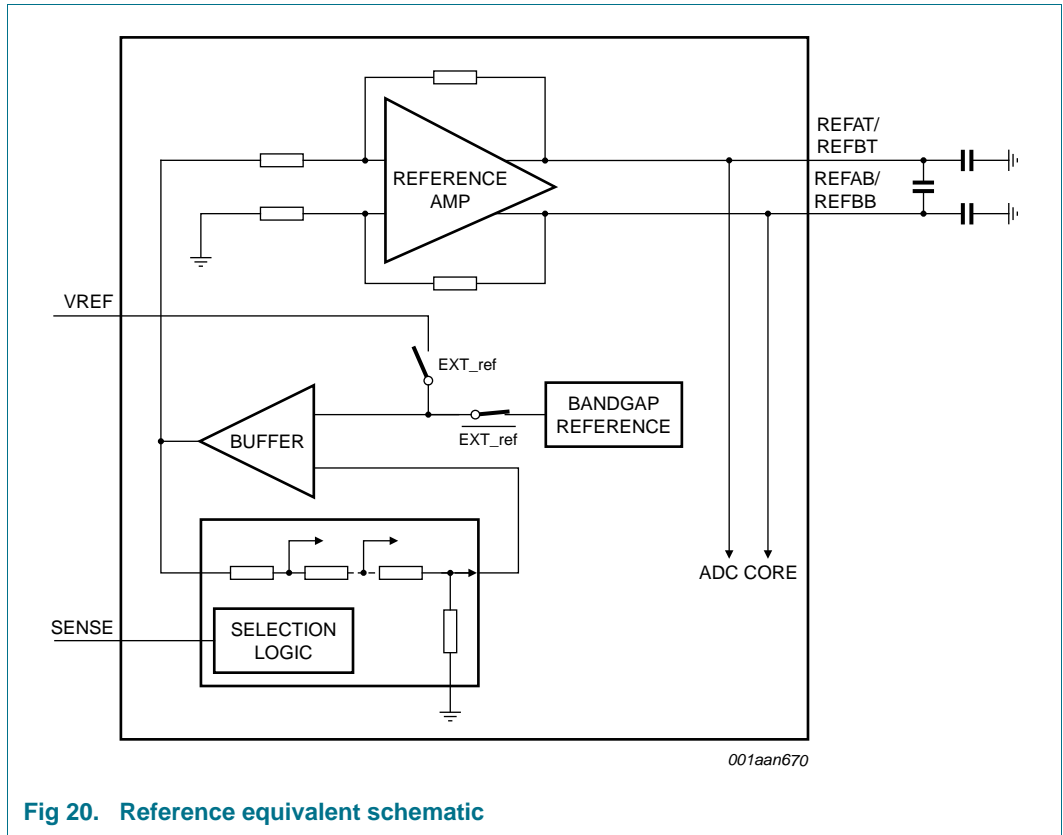 REFAT/
REFBT
REFERENCE
AMP
REFAB/
REFBB
VREF
EXT_ref
BANDGAP
REFERENCE
BUFFER
EXT_ref
ADC CORE
SENSE
SELECTION
LOGIC
001aan670
Fig 20. Reference equivalent schematic